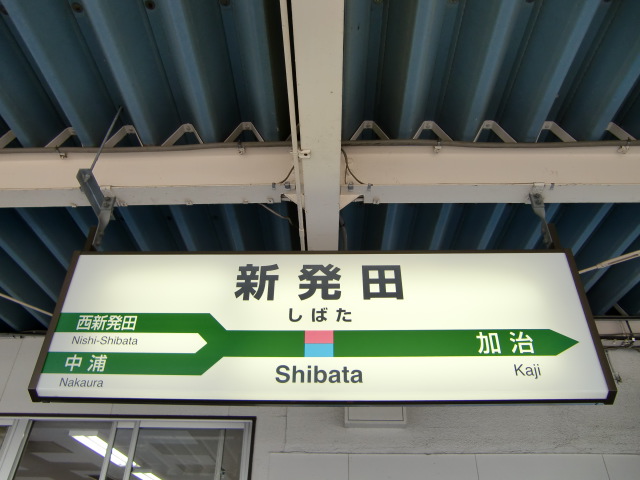 新発田
しばた
西新発田
Nishi-Shibata
中浦
Nakaura
Shibata
加治
Kaji